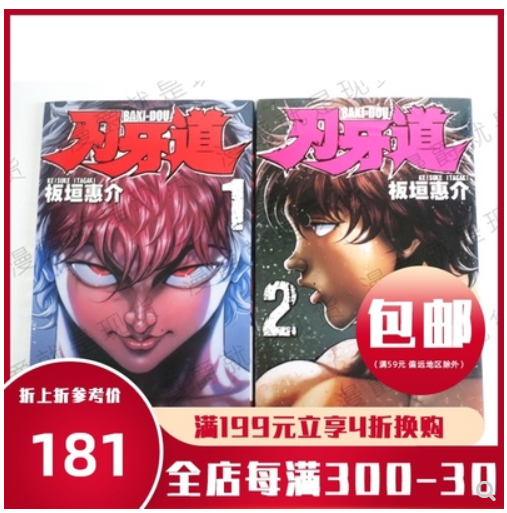 BAKI-DOU
刃牙道
KEISUKE ITAGAKI
板垣惠介
1
BAKI-DOU
刃牙道
KEISUKE ITAGAKI
板垣惠介
2
包邮
（满59元 偏远地区除外）
折上折参考价
181
满199元立享4折换购
全店每满300-30